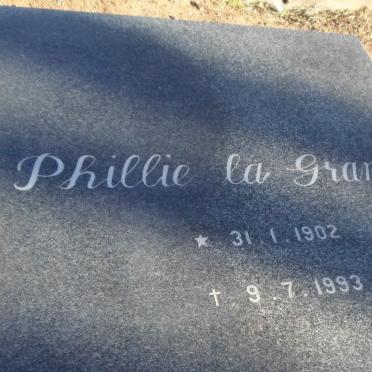 Phillie la Gran
★ 31.1.1902
† 9.7.1993